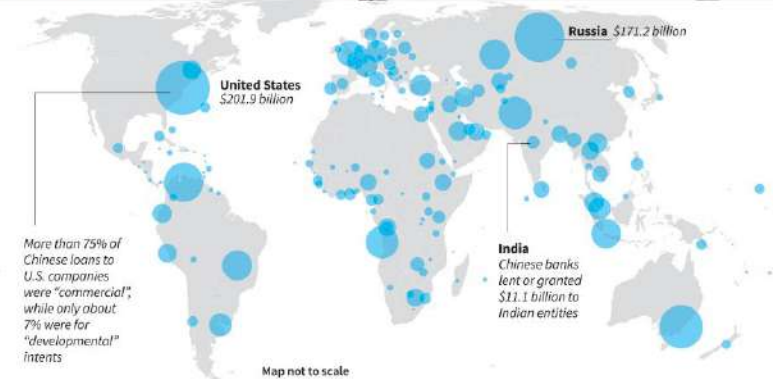 Russia $171.2 billion
United States
$201.9 billion
More than 75% of
Chinese loans to
U.S. companies
were "commercial",
while only about
7% were for
"developmental"
intents
India
Chinese banks
lent or granted
$11.1 billion to
Indian entities
Map not to scale